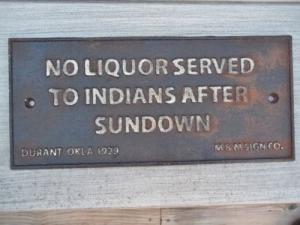 NO LIQUOR SERVED
TO INDIANS AFTER
SUNDOWN
DURANT OKLA 1929
M & M SIGN CO.